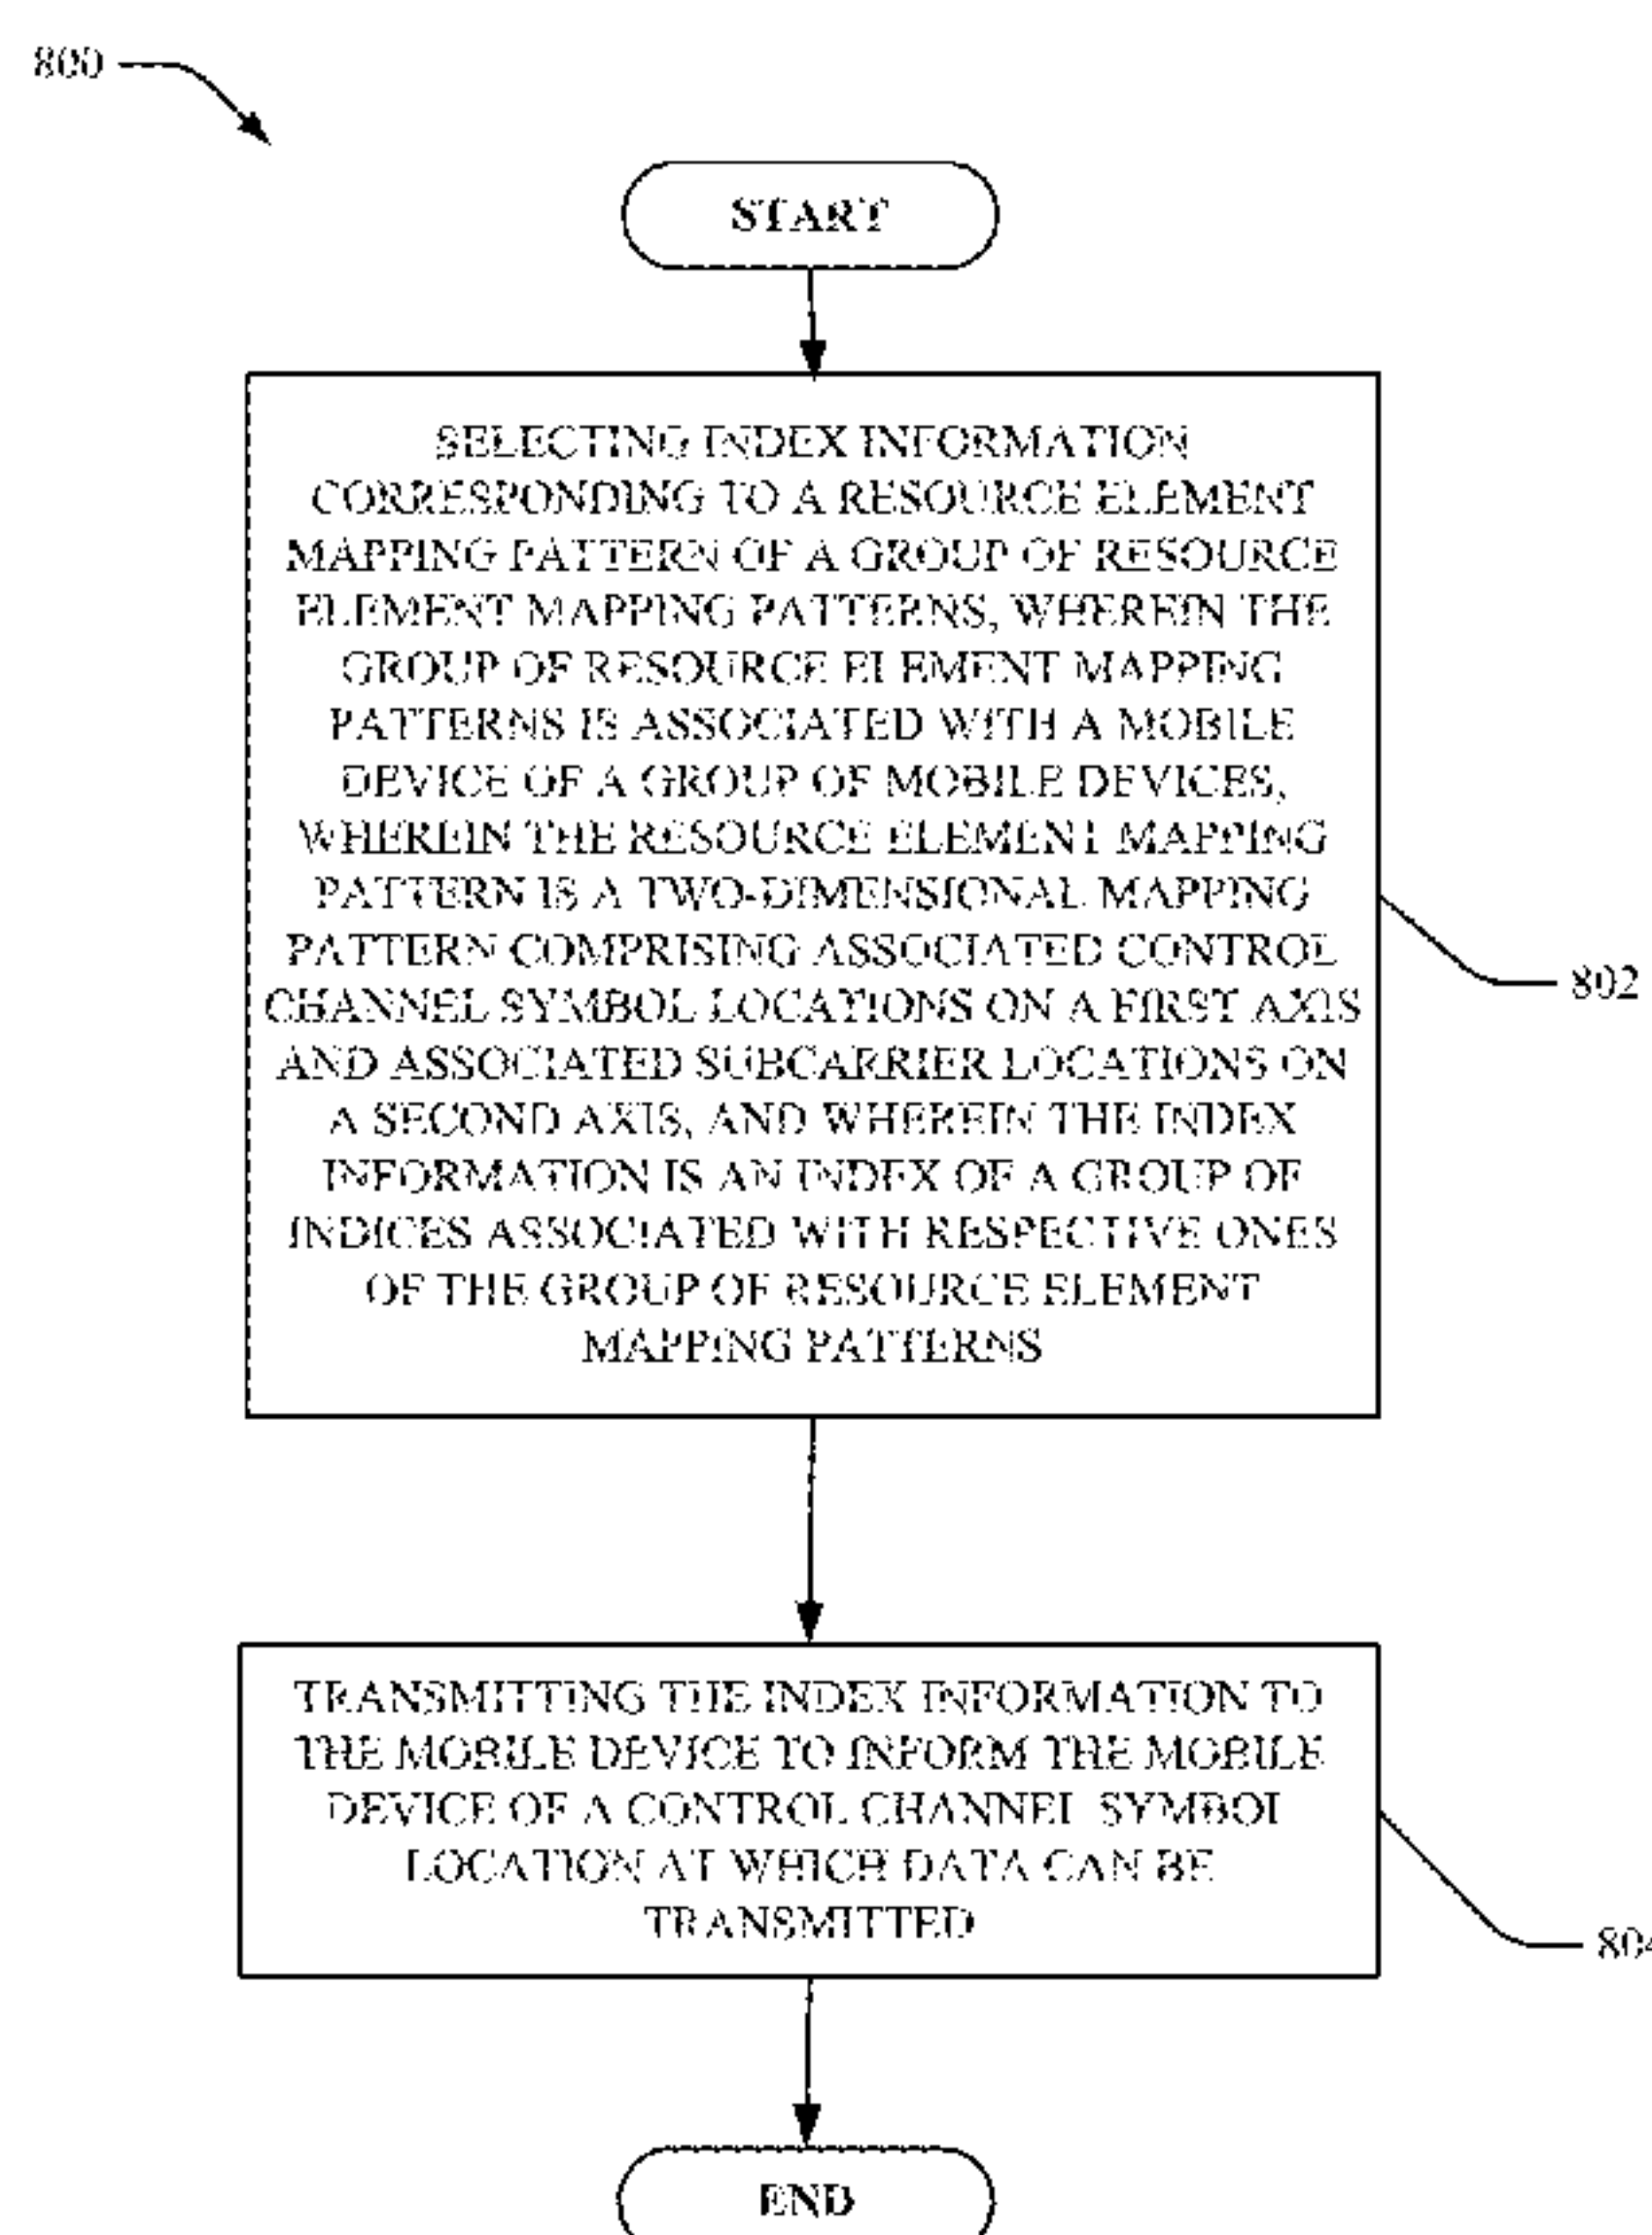 800
START
SELECTING INDEX INFORMATION
CORRESPONDING TO A RESOURCE ELEMENT
MAPPING PATTERN OF A GROUP OF RESOURCE
ELEMENT MAPPING PATTERNS, WHEREIN THE
GROUP OF RESOURCE ELEMENT MAPPING
PATTERNS IS ASSOCIATED WITH A MOBILE
DEVICE OF A GROUP OF MOBILE DEVICES,
WHEREIN THE RESOURCE ELEMENT MAPPING
PATTERN IS A TWO-DIMENSIONAL MAPPING
PATTERN COMPRISING ASSOCIATED CONTROL
CHANNEL SYMBOL LOCATIONS ON A FIRST AXIS
AND ASSOCIATED SUBCARRIER LOCATIONS ON
A SECOND AXIS, AND WHEREIN THE INDEX
INFORMATION IS AN INDEX OF A GROUP OF
INDICES ASSOCIATED WITH RESPECTIVE ONES
OF THE GROUP OF RESOURCE ELEMENT
MAPPING PATTERNS
802
TRANSMITTING THE INDEX INFORMATION TO
THE MOBILE DEVICE TO INFORM THE MOBILE
DEVICE OF A CONTROL CHANNEL SYMBOL
LOCATION AT WHICH DATA CAN BE
TRANSMITTED
804
END